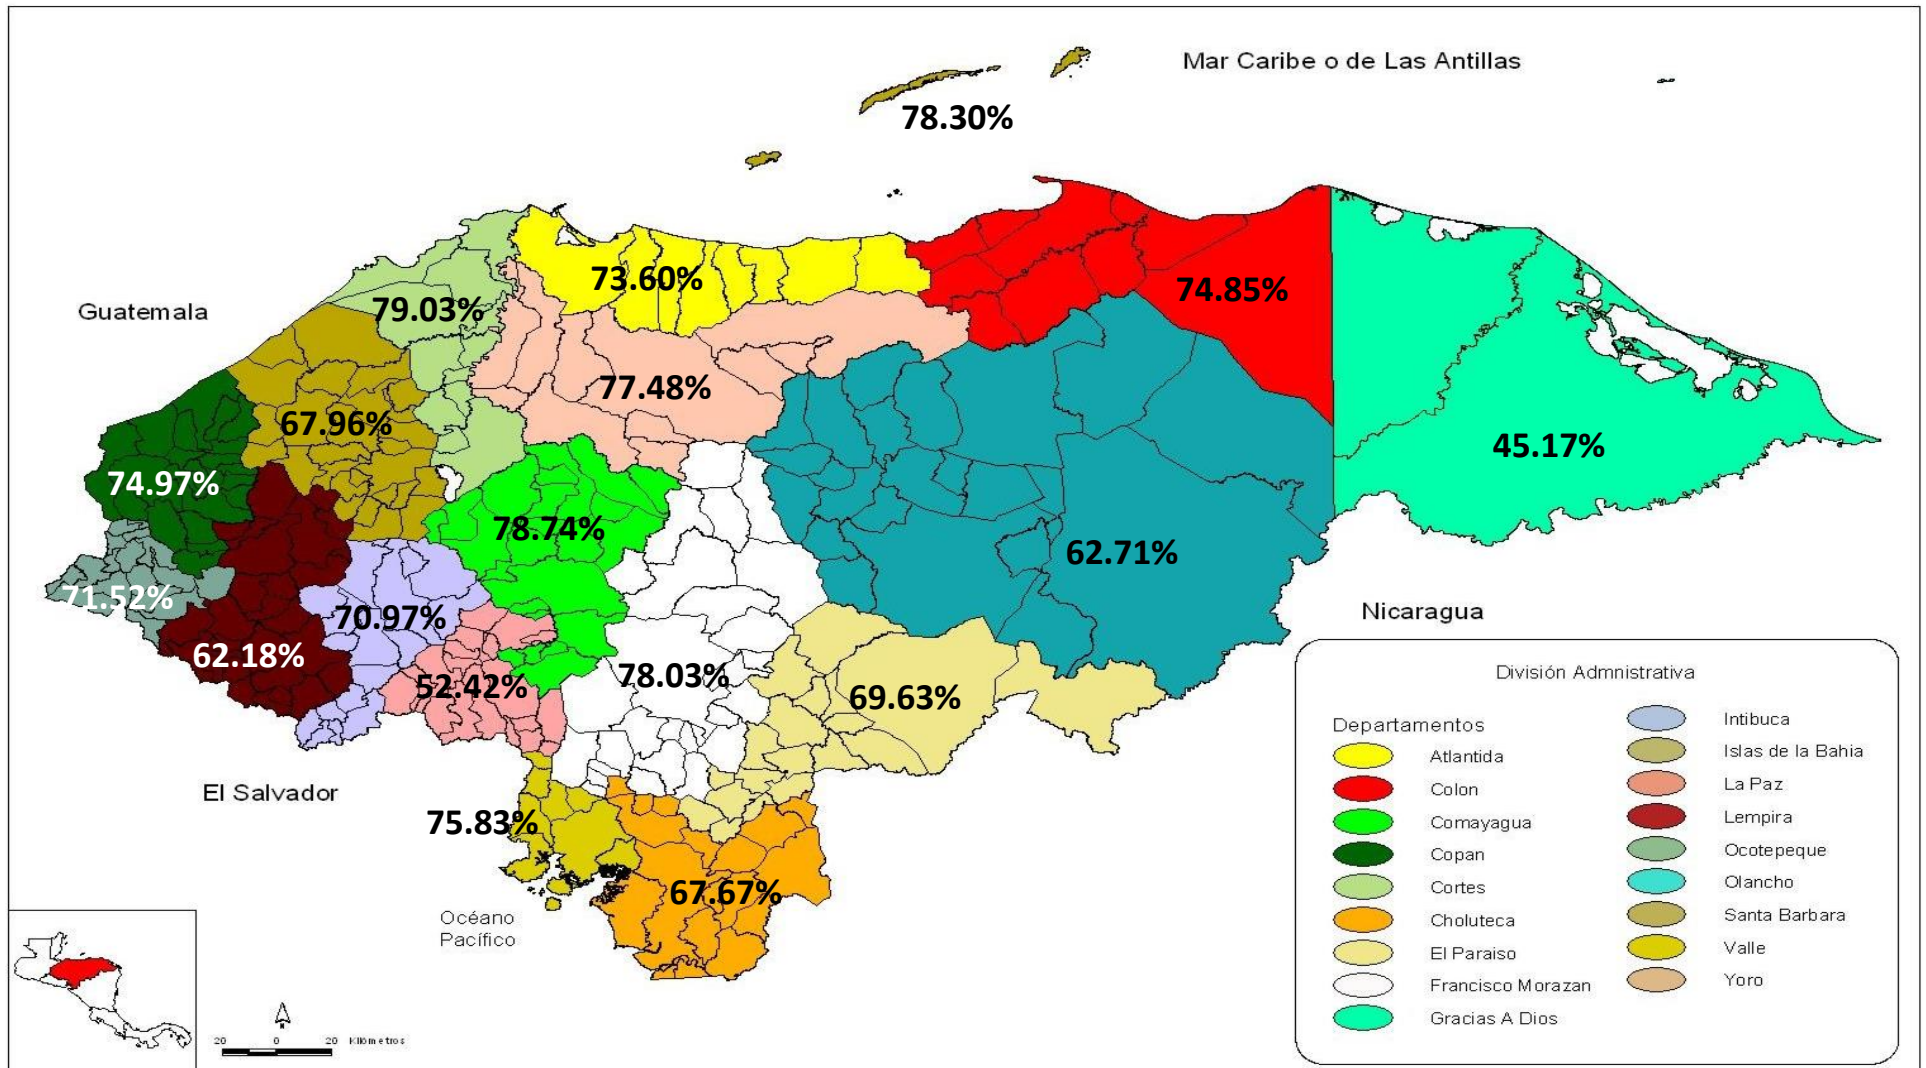 Mar Caribe o de Las Antillas
78.30%
73.60%
74.85%
79.03%
Guatemala
77.48%
67.96%
45.17%
74.97%
78.74%
62.71%
71.52%
70.97%
Nicaragua
62.18%
78.03%
52.42%
69.63%
El Salvador
75.83%
67.67%
Océano
Pacífico
N
20 0 20 Kilómetros
División Admnistrativa
Departamentos
Atlantida
Colon
Comayagua
Copan
Cortes
Choluteca
El Paraiso
Francisco Morazan
Gracias A Dios
Intibuca
Islas de la Bahia
La Paz
Lempira
Ocotepeque
Olancho
Santa Barbara
Valle
Yoro